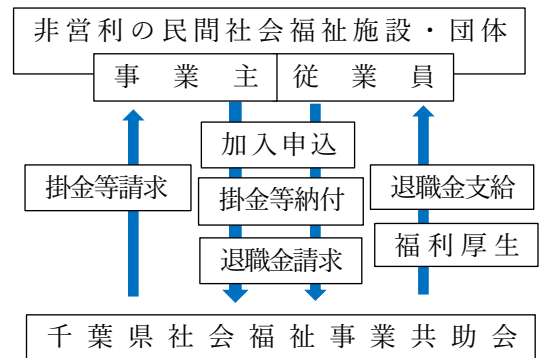 非営利の民間社会福祉施設・団体
事業主
従業員
加入申込
掛金等請求
掛金等納付
退職金支給
退職金請求
福利厚生
千葉県社会福祉事業共助会